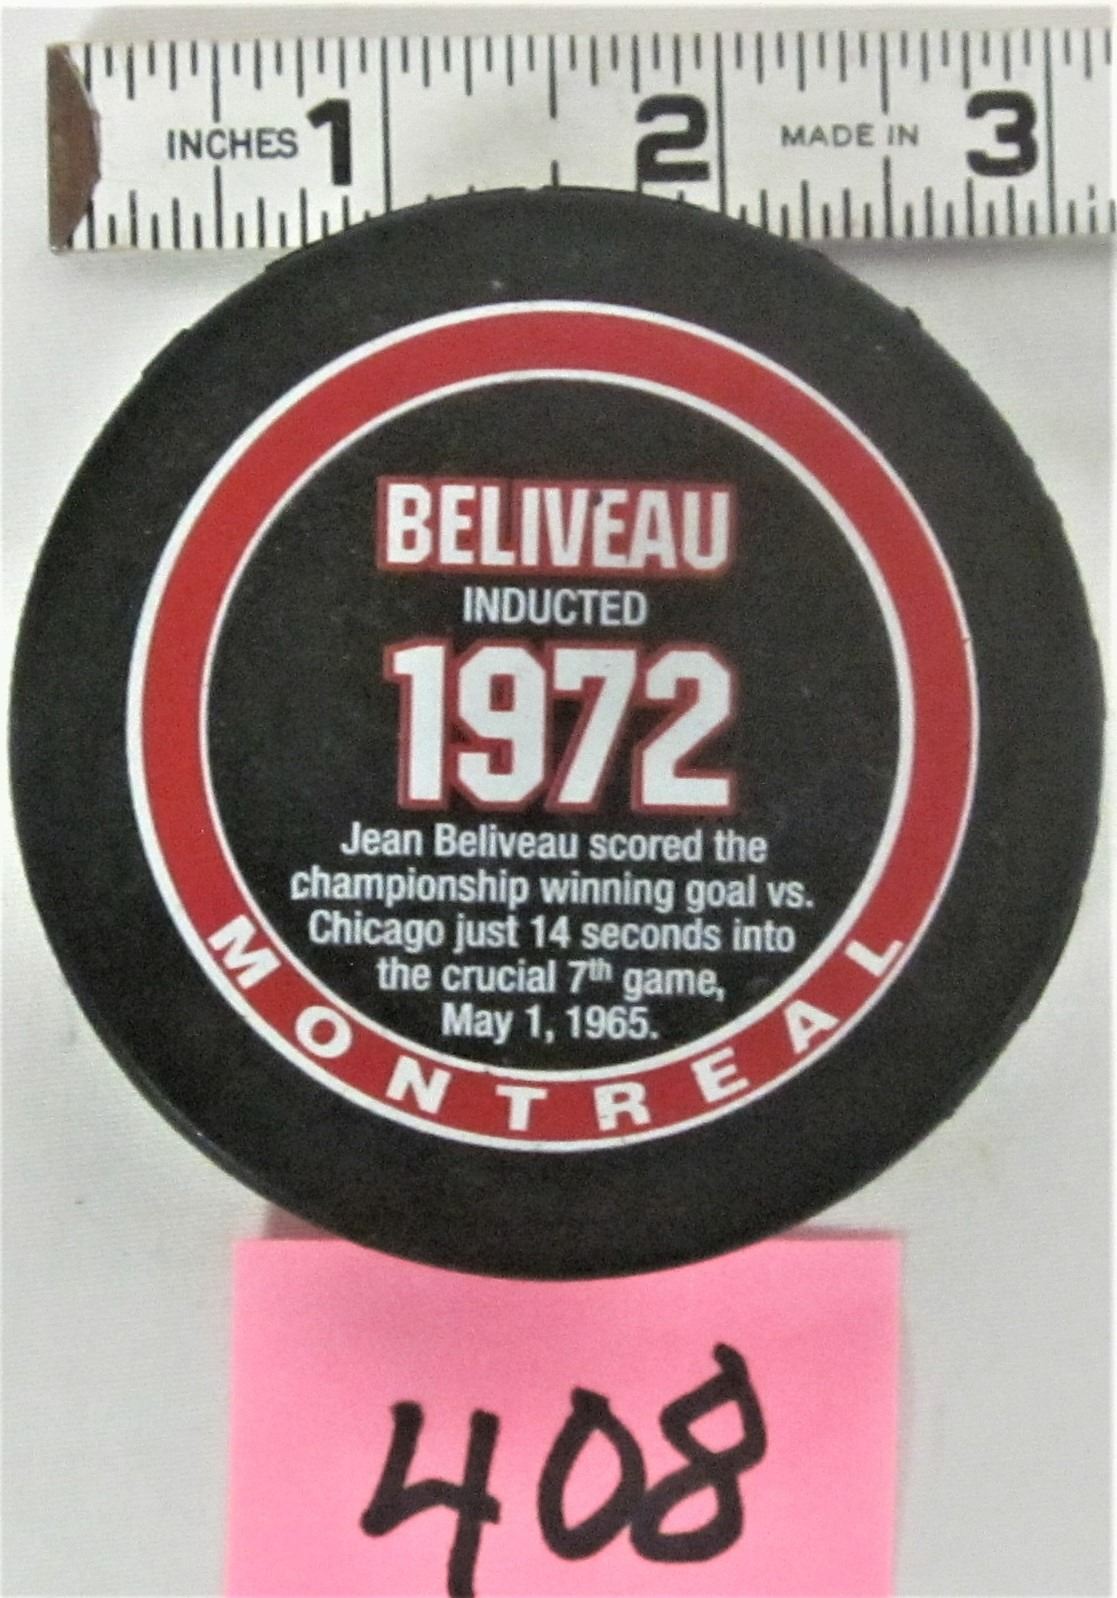 INCHES 1 2 MADE IN 3
BELIVEAU
INDUCTED
1972
Jean Beliveau scored the
championship winning goal vs.
Chicago just 14 seconds into
the crucial 7th game,
May 1, 1965.
MONTREAL
408